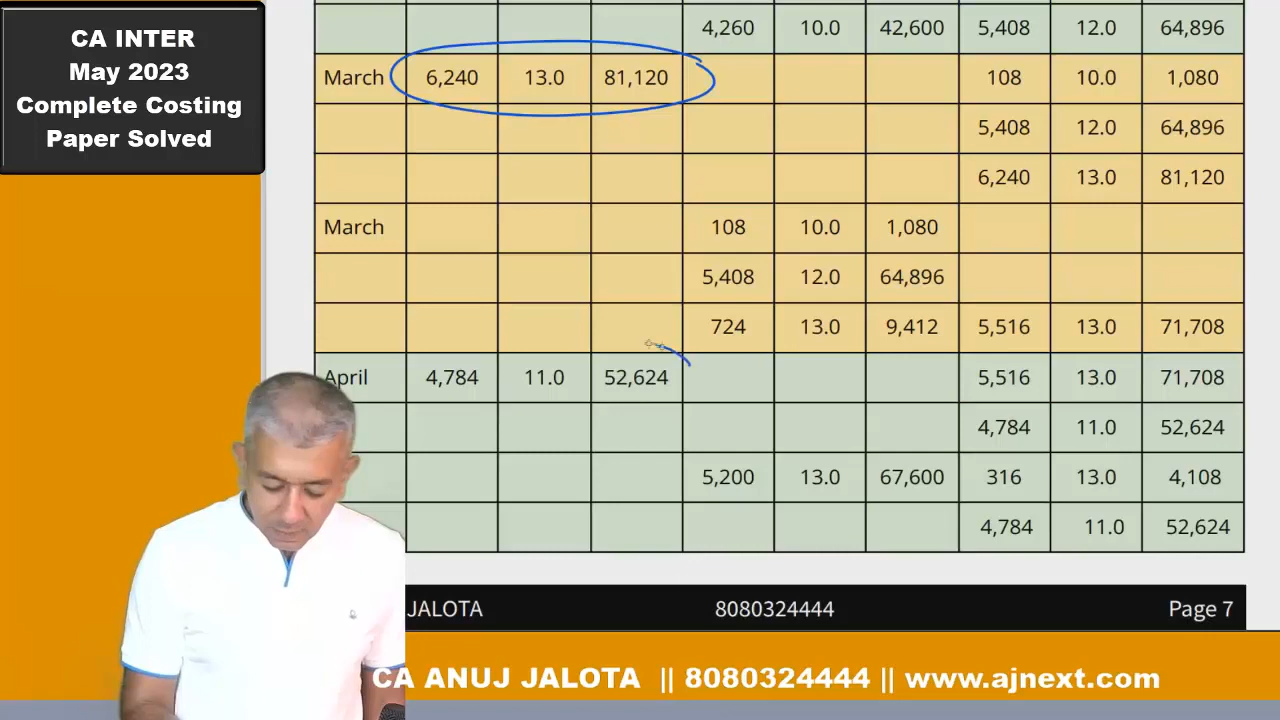 CA INTER
May 2023
Complete Costing
Paper Solved
4,260 10.0 42,600 5,408 12.0 64,896
March 6,240 13.0 81,120 108 10.0 1,080
5,408 12.0 64,896
6,240 13.0 81,120
March 108 10.0 1,080
5,408 12.0 64,896
724 13.0 9,412 5,516 13.0 71,708
April 4,784 11.0 52,624 5,516 13.0 71,708
4,784 11.0 52,624
5,200 13.0 67,600 316 13.0 4,108
4,784 11.0 52,624
JALOTA 8080324444 Page 7
CA ANUJ JALOTA || 8080324444 || www.ajnext.com